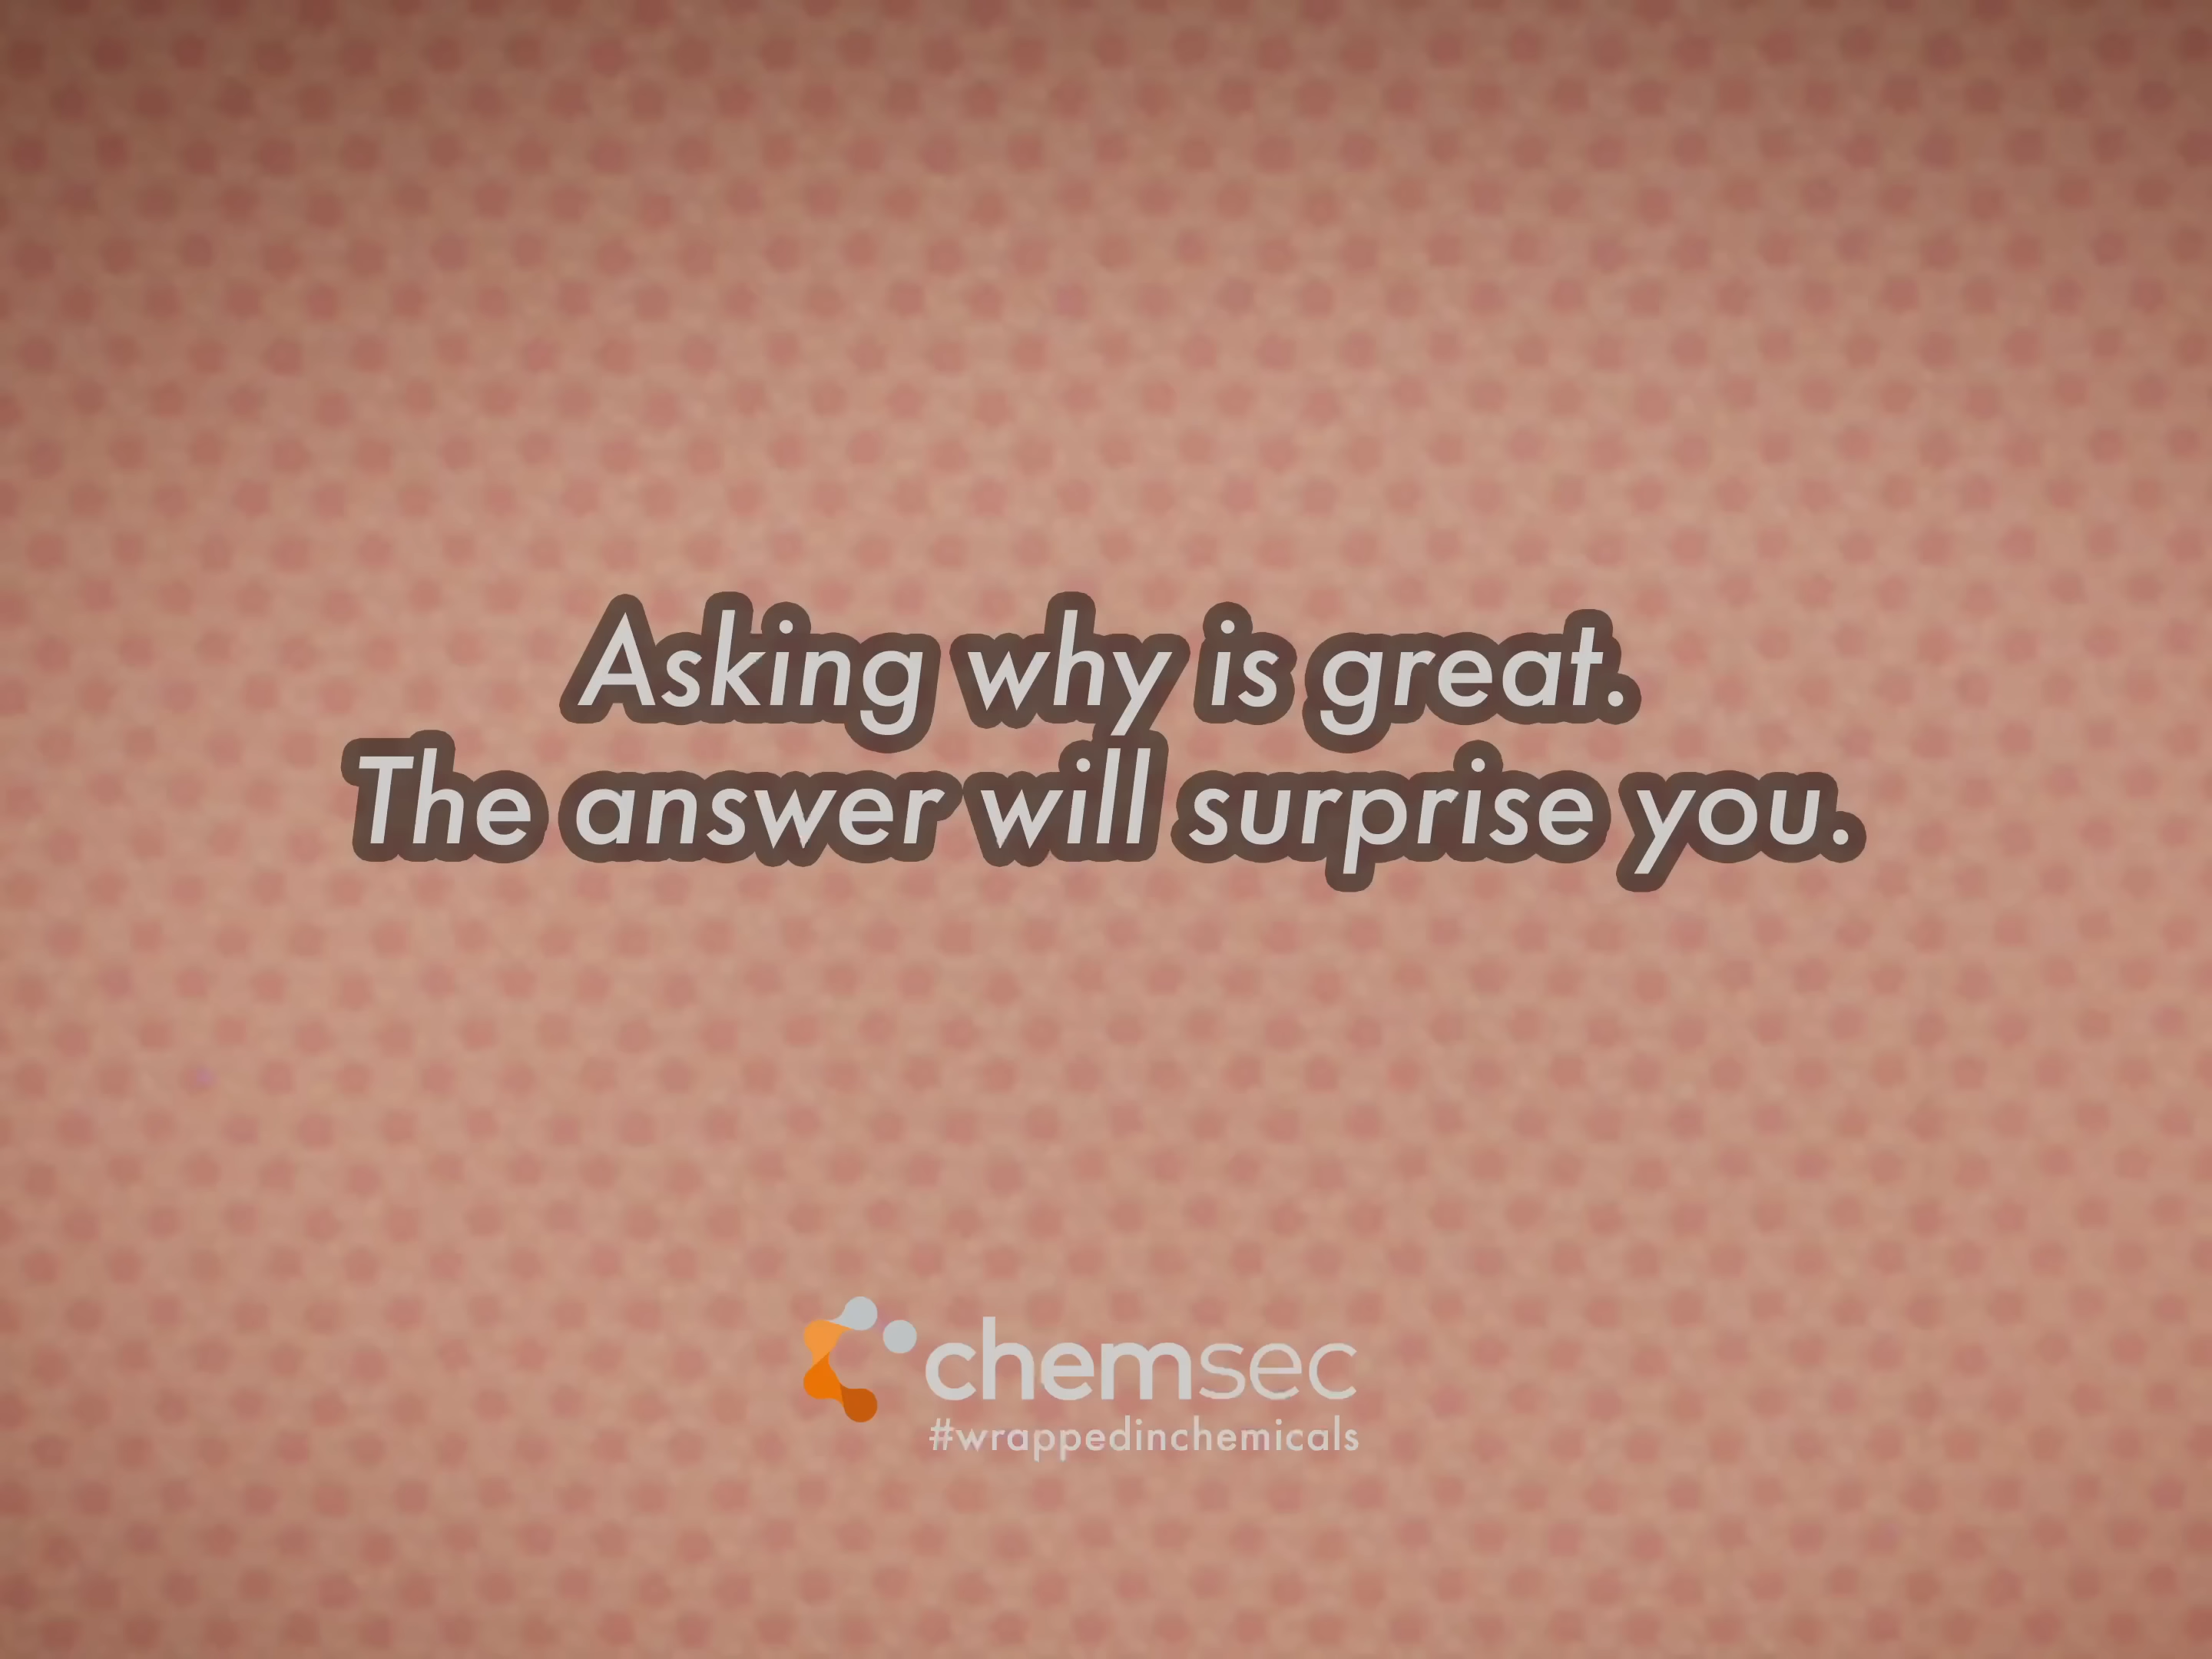 Asking why is great.
The answer will surprise you.
chemsec
#wrappedinchemicals